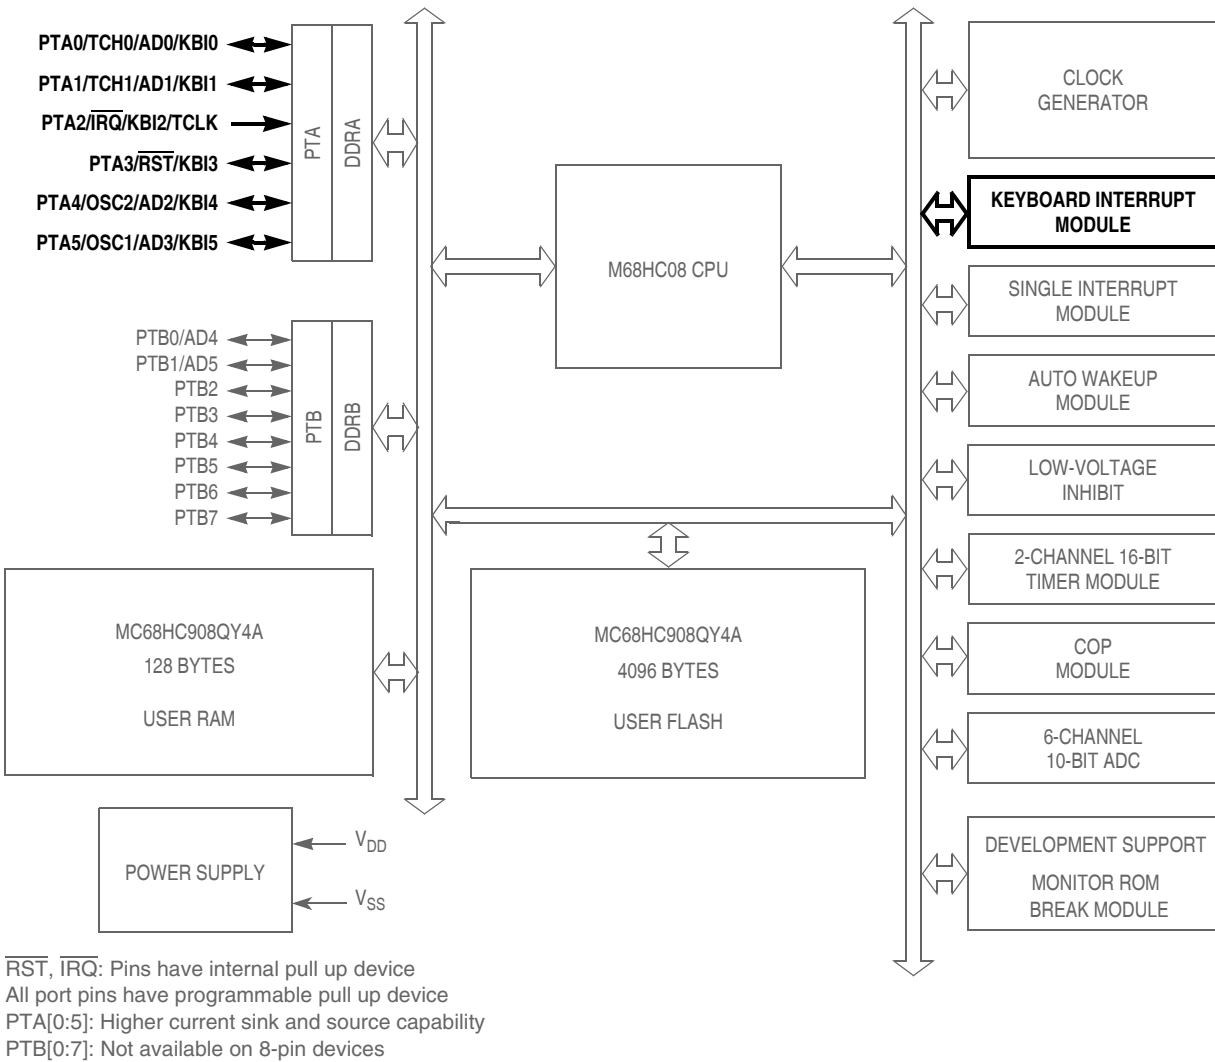 PTA0/TCH0/AD0/KBI0
PTA1/TCH1/AD1/KBI1
PTA2/IRQ/KBI2/TCLK
PTA3/RST/KBI3
PTA4/OSC2/AD2/KBI4
PTA5/OSC1/AD3/KBI5
PTA
DDRA
PTB0/AD4
PTB1/AD5
PTB2
PTB3
PTB4
PTB5
PTB6
PTB7
PTB
DDRB
M68HC08 CPU
CLOCK
GENERATOR
KEYBOARD INTERRUPT
MODULE
SINGLE INTERRUPT
MODULE
AUTO WAKEUP
MODULE
LOW-VOLTAGE
INHIBIT
2-CHANNEL 16-BIT
TIMER MODULE
COP
MODULE
6-CHANNEL
10-BIT ADC
DEVELOPMENT SUPPORT
MONITOR ROM
BREAK MODULE
MC68HC908QY4A
128 BYTES
USER RAM
MC68HC908QY4A
4096 BYTES
USER FLASH
POWER SUPPLY
VDD
VSS
RST, IRQ: Pins have internal pull up device
All port pins have programmable pull up device
PTA[0:5]: Higher current sink and source capability
PTB[0:7]: Not available on 8-pin devices